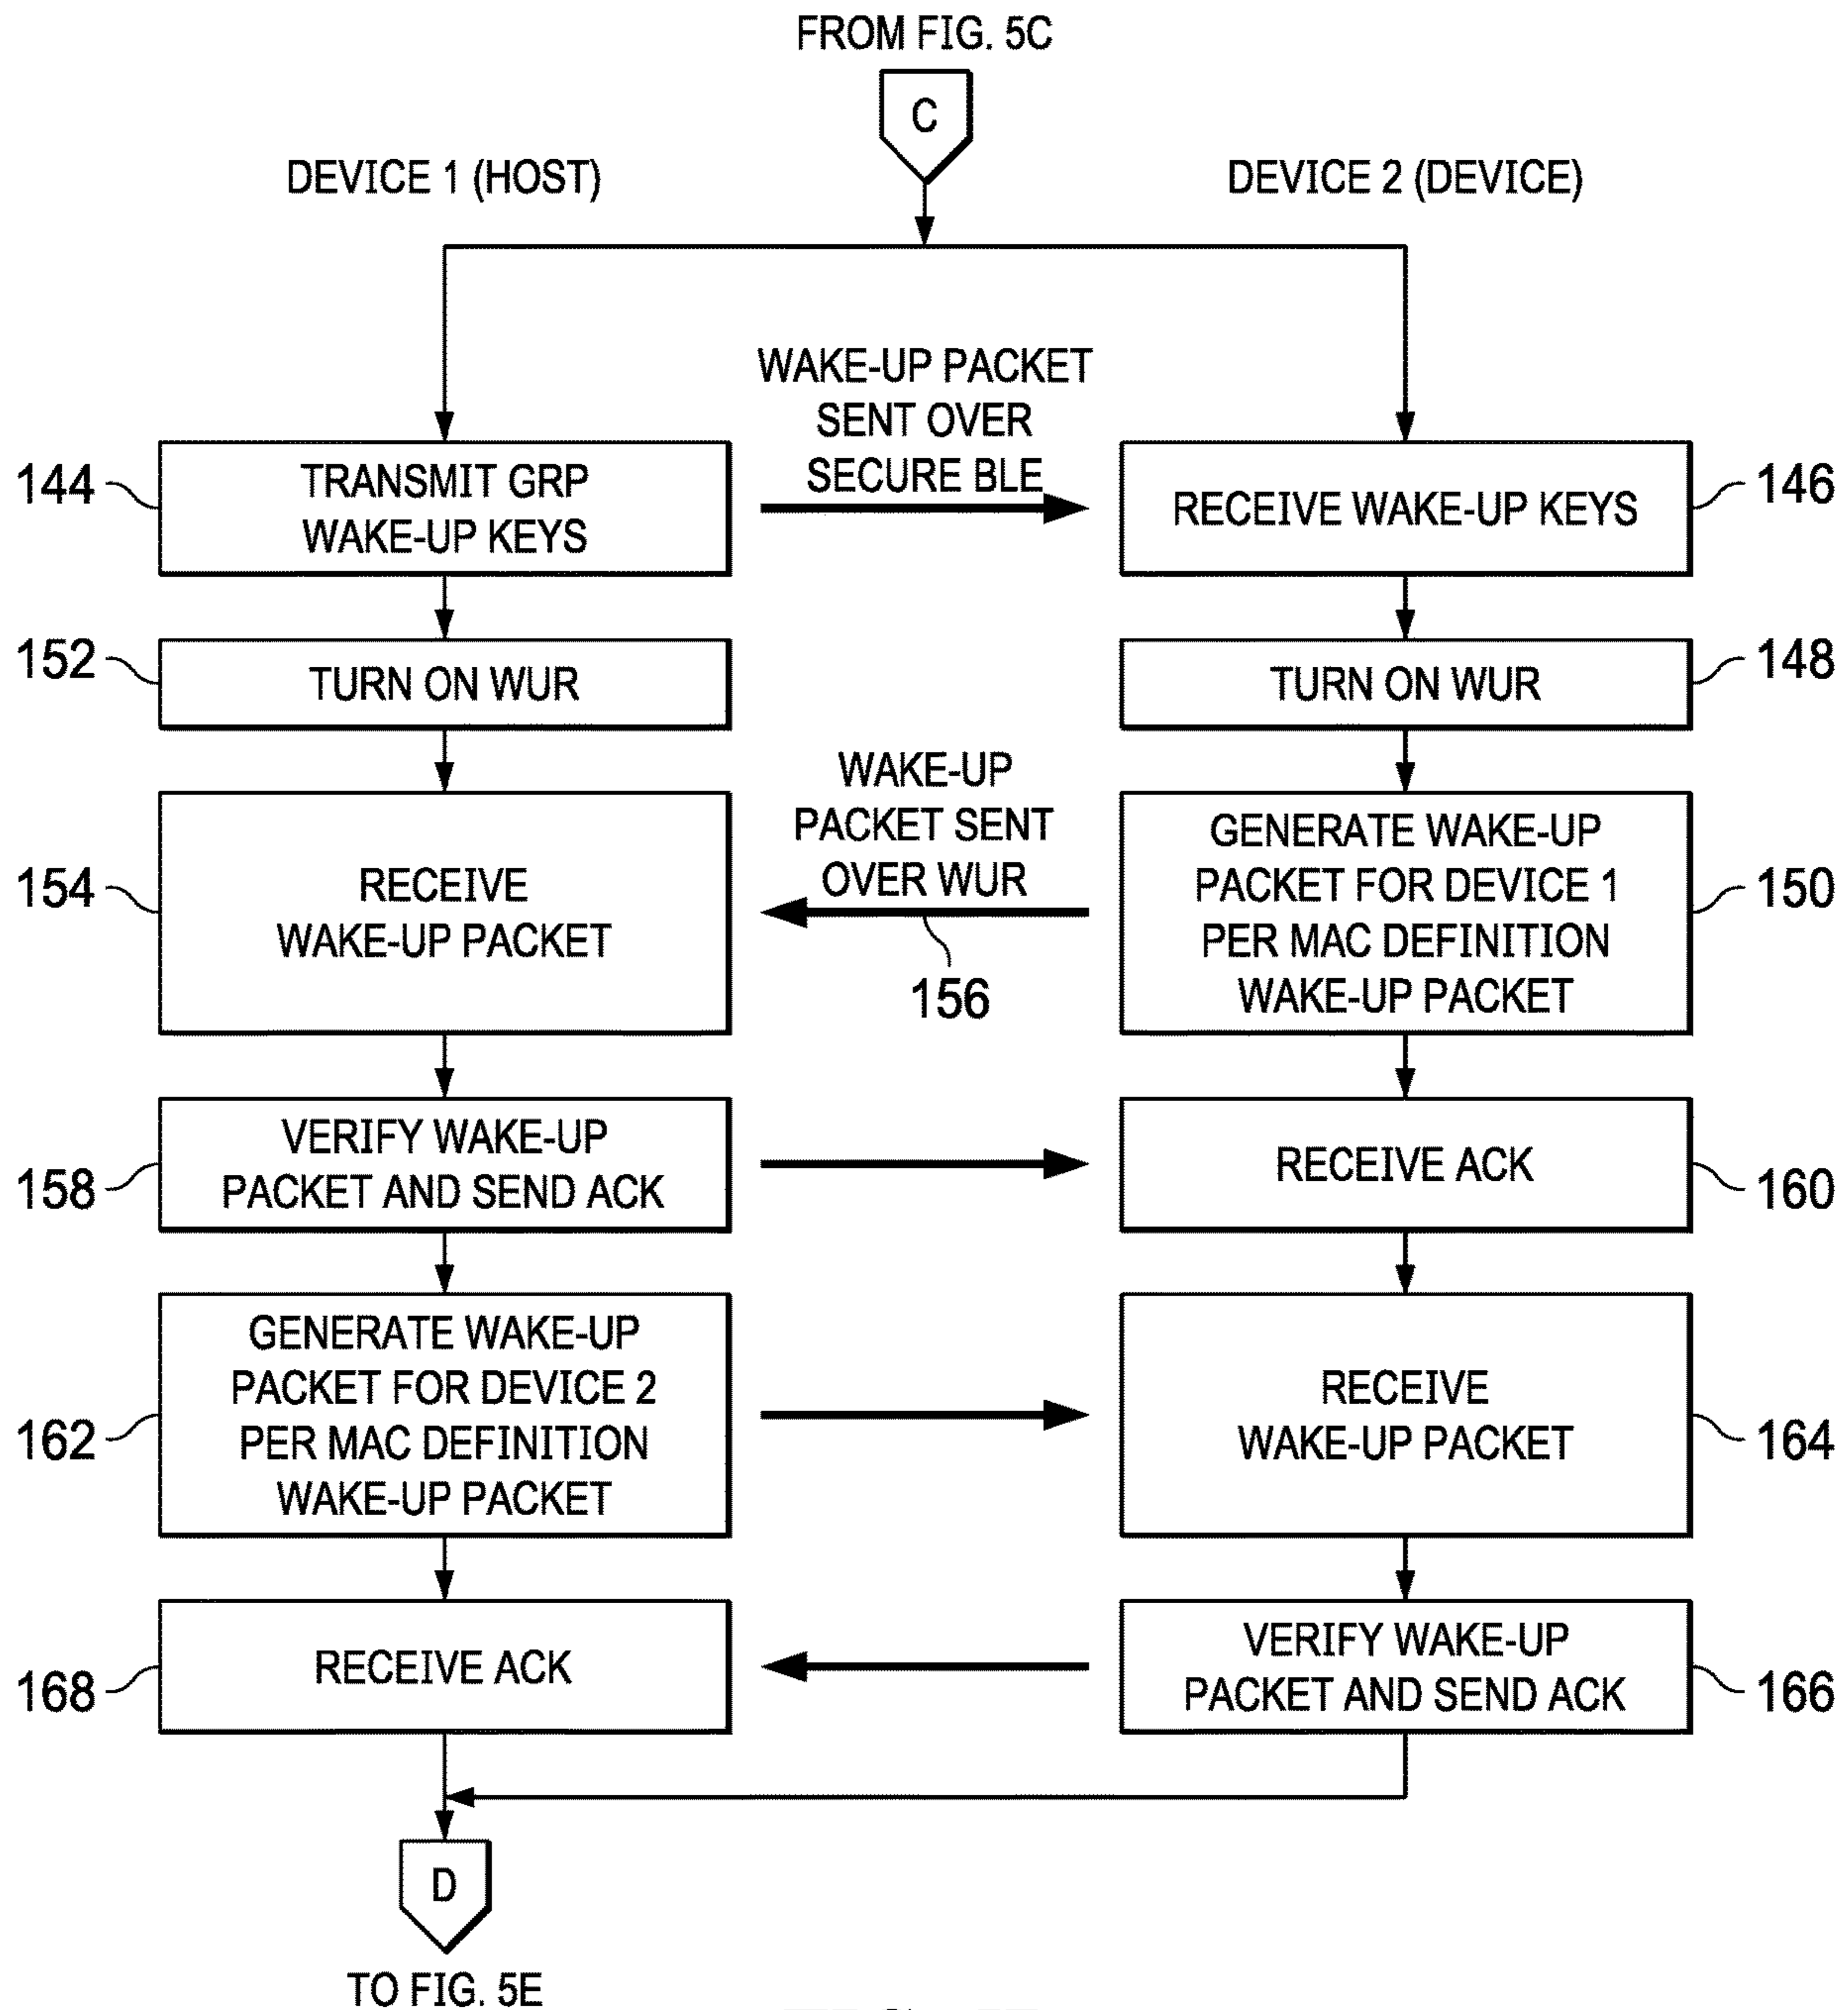 FROM FIG. 5C
C
DEVICE 1 (HOST)
DEVICE 2 (DEVICE)
WAKE-UP PACKET
SENT OVER
SECURE BLE
144
TRANSMIT GRP
WAKE-UP KEYS
RECEIVE WAKE-UP KEYS
146
152
TURN ON WUR
TURN ON WUR
148
WAKE-UP
PACKET SENT
OVER WUR
156
154
RECEIVE
WAKE-UP PACKET
GENERATE WAKE-UP
PACKET FOR DEVICE 1
PER MAC DEFINITION
WAKE-UP PACKET
150
158
VERIFY WAKE-UP
PACKET AND SEND ACK
RECEIVE ACK
160
162
GENERATE WAKE-UP
PACKET FOR DEVICE 2
PER MAC DEFINITION
WAKE-UP PACKET
RECEIVE
WAKE-UP PACKET
164
168
RECEIVE ACK
VERIFY WAKE-UP
PACKET AND SEND ACK
166
D
TO FIG. 5E